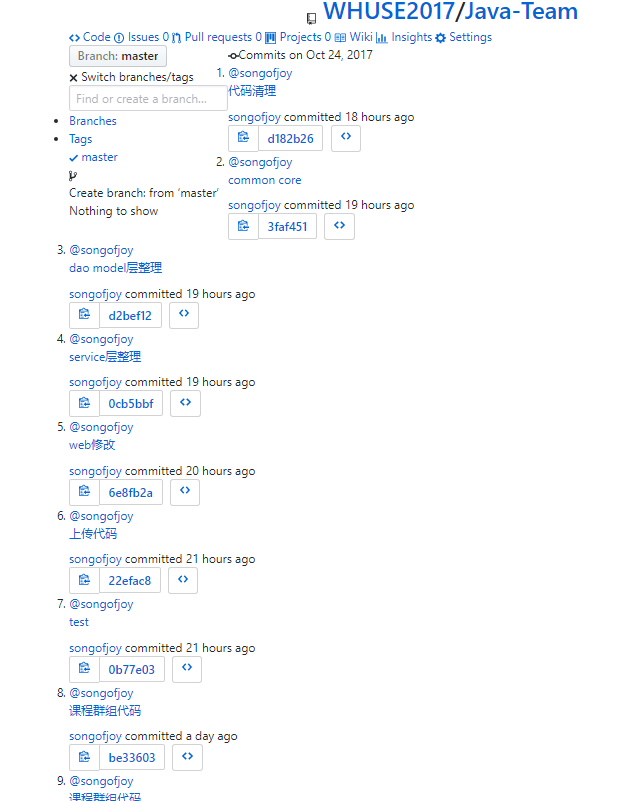 WHUSE2017/Java-Team
Code Issues 0 Pull requests 0 Projects 0 Wiki Insights Settings
Branch: master
Switch branches/tags
Find or create a branch...
Branches
Tags
master
Create branch: from ‘master’
Nothing to show
Commits on Oct 24, 2017
1. @songofjoy
代码清理
songofjoy committed 18 hours ago
d182b26
2. @songofjoy
common core
songofjoy committed 19 hours ago
3faf451
3. @songofjoy
dao model层整理
songofjoy committed 19 hours ago
d2bef12
4. @songofjoy
service层整理
songofjoy committed 19 hours ago
0cb5bbf
5. @songofjoy
web修改
songofjoy committed 20 hours ago
6e8fb2a
6. @songofjoy
上传代码
songofjoy committed 21 hours ago
22efac8
7. @songofjoy
test
songofjoy committed 21 hours ago
0b77e03
8. @songofjoy
课程群组代码
songofjoy committed a day ago
be33603
9. @songofjoy
课程群组代码